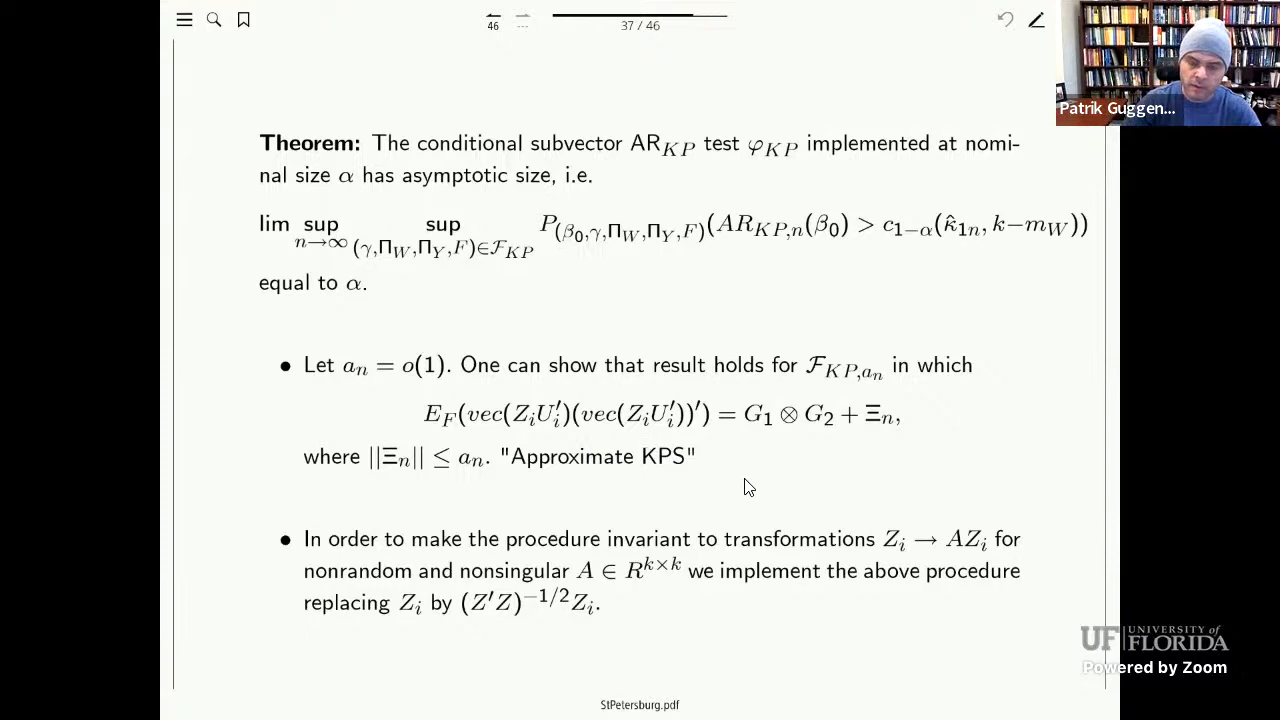 46
---
37 / 46
Patrik Guggen...
Theorem: The conditional subvector AR_{KP} test φ_{KP} implemented at nomi-
nal size α has asymptotic size, i.e.
lim sup_{n→∞} sup_{(γ,Π_W,Π_Y,F)∈ℱ_{KP}} P_{(β_0,γ,Π_W,Π_Y,F)}(AR_{KP,n}(β_0) > c_{1−α}(κ̂_{1n}, k−m_W))
equal to α.
• Let a_n = o(1). One can show that result holds for ℱ_{KP,a_n} in which
E_F(vec(Z_iU_i′)(vec(Z_iU_i′))′) = G_1 ⊗ G_2 + Ξ_n,
where ||Ξ_n|| ≤ a_n. "Approximate KPS"
• In order to make the procedure invariant to transformations Z_i → AZ_i for
nonrandom and nonsingular A ∈ R^{k×k} we implement the above procedure
replacing Z_i by (Z′Z)^{−1/2}Z_i.
UF UNIVERSITY of
FLORIDA
Powered by Zoom
StPetersburg.pdf